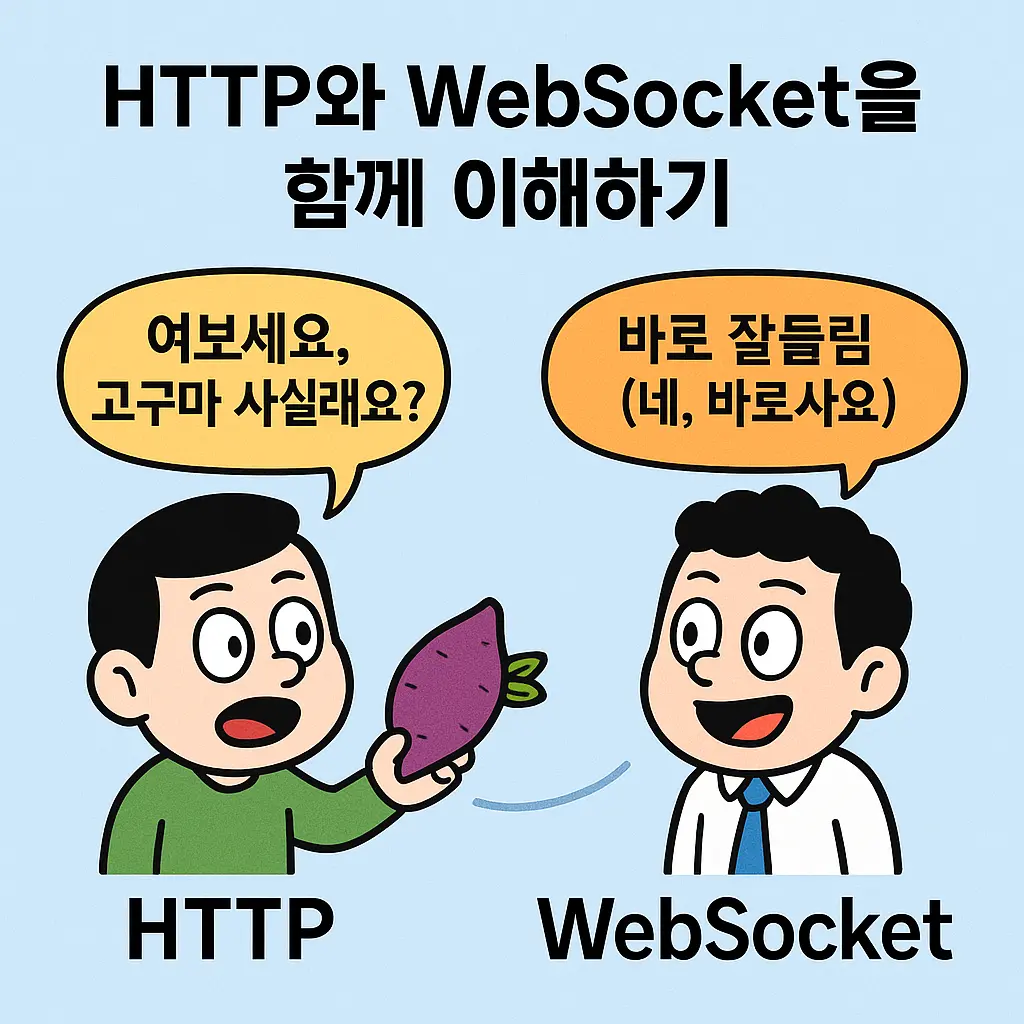 HTTP와 WebSocket을
함께 이해하기
여보세요,
고구마 사실래요?
바로 잘들림
(네, 바로사요)
HTTP
WebSocket